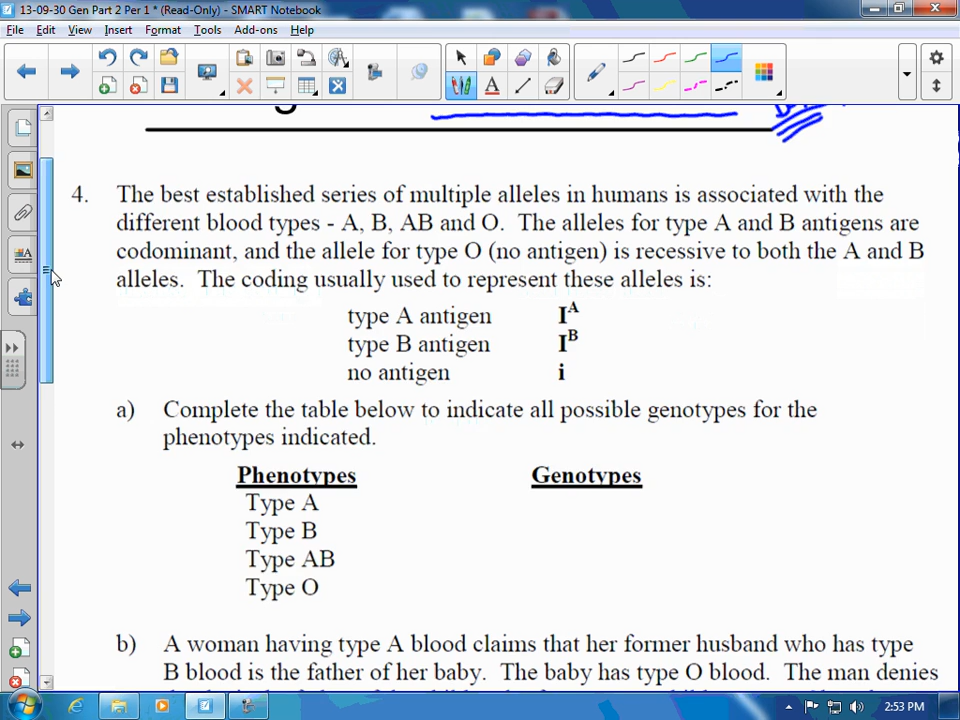 13-09-30 Gen Part 2 Per 1 * (Read-Only) - SMART Notebook
File Edit View Insert Format Tools Add-ons Help
4. The best established series of multiple alleles in humans is associated with the
different blood types - A, B, AB and O. The alleles for type A and B antigens are
codominant, and the allele for type O (no antigen) is recessive to both the A and B
alleles. The coding usually used to represent these alleles is:
type A antigen I^A
type B antigen I^B
no antigen i
a) Complete the table below to indicate all possible genotypes for the
phenotypes indicated.
Phenotypes Genotypes
Type A
Type B
Type AB
Type O
b) A woman having type A blood claims that her former husband who has type
B blood is the father of her baby. The baby has type O blood. The man denies
2:53 PM